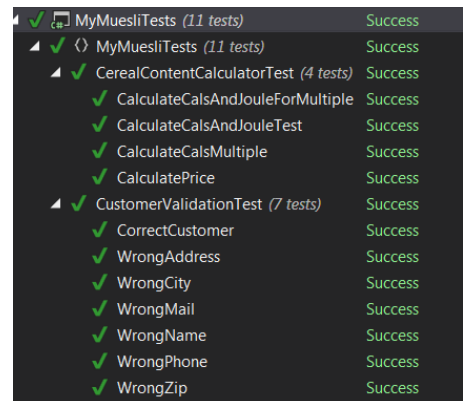 MyMuesliTests (11 tests) Success
MyMuesliTests (11 tests) Success
CerealContentCalculatorTest (4 tests) Success
CalculateCalsAndJouleForMultiple Success
CalculateCalsAndJouleTest Success
CalculateCalsMultiple Success
CalculatePrice Success
CustomerValidationTest (7 tests) Success
CorrectCustomer Success
WrongAddress Success
WrongCity Success
WrongMail Success
WrongName Success
WrongPhone Success
WrongZip Success